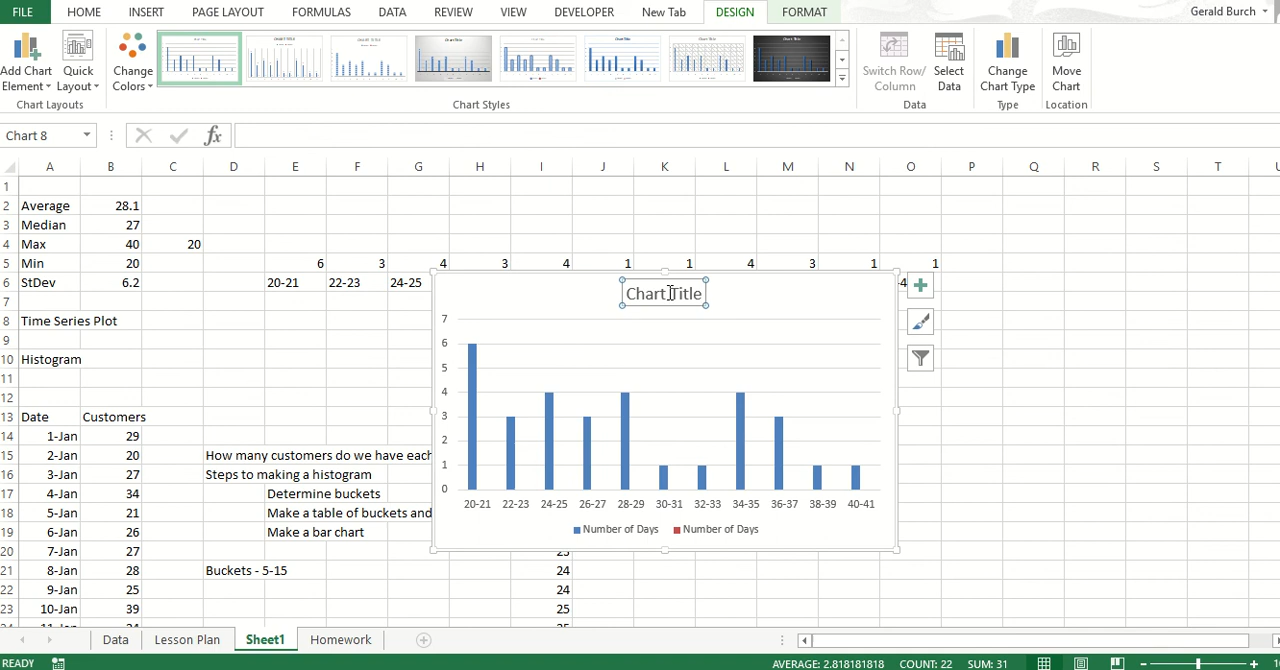 FILE HOME INSERT PAGE LAYOUT FORMULAS DATA REVIEW VIEW DEVELOPER New Tab DESIGN FORMAT Gerald Burch
Add Chart Element Quick Layout Change Colors Switch Row/ Column Select Data Change Chart Type Move Chart
Chart Layouts Chart Styles Data Type Location
Chart 8 fx
A B C D E F G H I J K L M N O P Q R S T
1
2 Average 28.1
3 Median 27
4 Max 40 20
5 Min 20 6 3 4 3 4 1 1 4 3 1 1
6 StDev 6.2 20-21 22-23 24-25
7 Chart Title
8 Time Series Plot
9
10 Histogram
11
12
13 Date Customers
14 1-Jan 29
15 2-Jan 20 How many customers do we have each
16 3-Jan 27 Steps to making a histogram
17 4-Jan 34 Determine buckets
18 5-Jan 21 Make a table of buckets and
19 6-Jan 26 Make a bar chart
20 7-Jan 27
21 8-Jan 28 Buckets - 5-15 24
22 9-Jan 25 24
23 10-Jan 39 25
7
6
5
4
3
2
1
0
20-21 22-23 24-25 26-27 28-29 30-31 32-33 34-35 36-37 38-39 40-41
Number of Days Number of Days
Data Lesson Plan Sheet1 Homework
READY AVERAGE: 2.818181818 COUNT: 22 SUM: 31